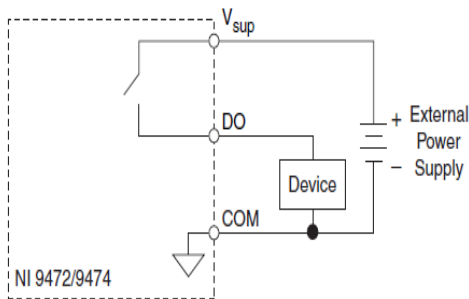 Vsup
DO
+ External
Power
− Supply
Device
COM
NI 9472/9474